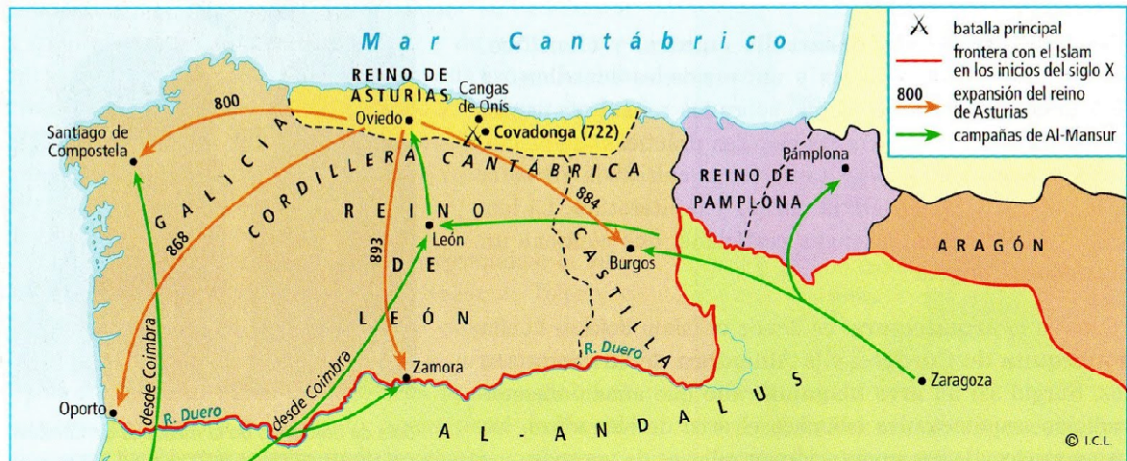 Mar Cantábrico
batalla principal
frontera con el Islam
en los inicios del siglo X
800 expansión del reino
de Asturias
campañas de Al-Mansur
REINO DE
ASTURIAS
Cangas
de Onís
Oviedo
Covadonga (722)
800
Santiago de
Compostela
GALICIA
CORDILLERA CANTÁBRICA
868
893
884
REINO
DE
LEÓN
León
CASTILLA
Burgos
REINO DE
PAMPLONA
Pamplona
ARAGÓN
desde Coimbra
desde Coimbra
Oporto
R. Duero
Zamora
R. Duero
Zaragoza
AL-ANDALUS
© I.C.L.